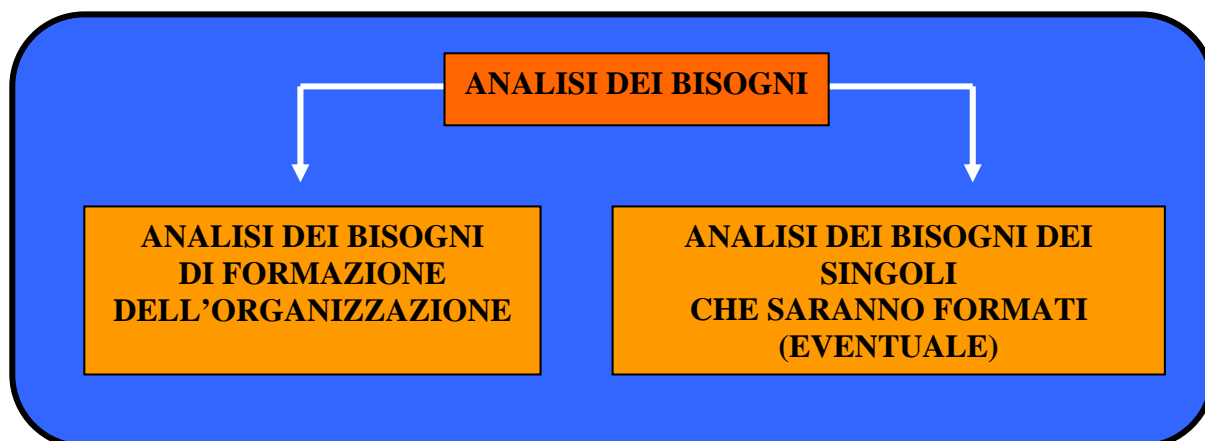 ANALISI DEI BISOGNI
ANALISI DEI BISOGNI
DI FORMAZIONE
DELL’ORGANIZZAZIONE
ANALISI DEI BISOGNI DEI
SINGOLI
CHE SARANNO FORMATI
(EVENTUALE)